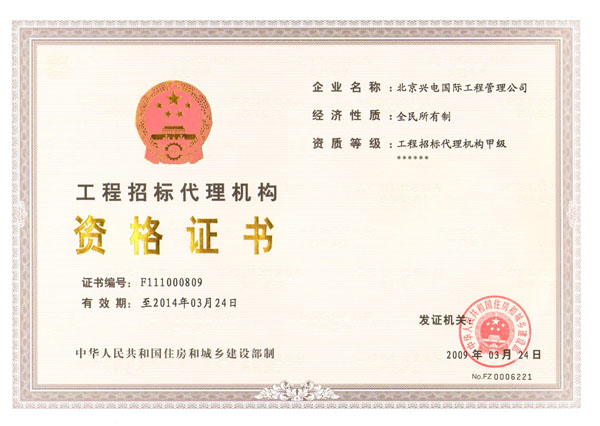 企业名称：北京兴电国际工程管理公司
经济性质：全民所有制
资质等级：工程招标代理机构甲级
******
工程招标代理机构
资格证书
证书编号：F111000809
有效期：至2014年03月24日
中华人民共和国住房和城乡建设部制
发证机关：
中华人民共和国住房和城乡建设部
2009年03月24日
No.FZ 0006221